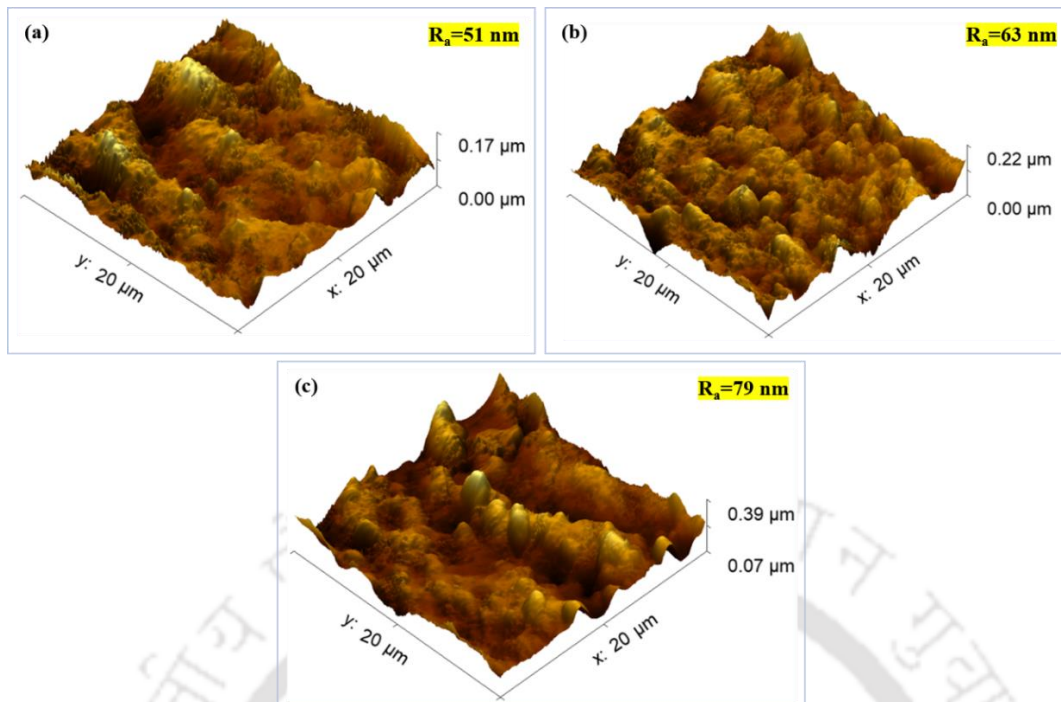 (a)
Rₐ=51 nm
0.17 µm
0.00 µm
y: 20 µm
x: 20 µm
(b)
Rₐ=63 nm
0.22 µm
0.00 µm
y: 20 µm
x: 20 µm
(c)
Rₐ=79 nm
0.39 µm
0.07 µm
y: 20 µm
x: 20 µm